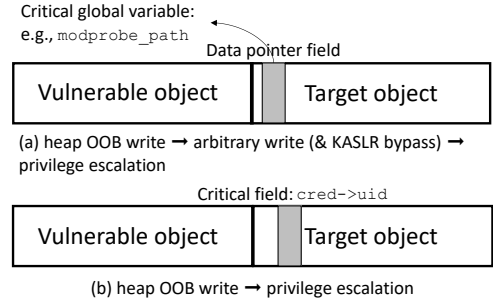 Critical global variable:
e.g., modprobe_path
Data pointer field
Vulnerable object
Target object
(a) heap OOB write → arbitrary write (& KASLR bypass) →
privilege escalation
Critical field: cred->uid
Vulnerable object
Target object
(b) heap OOB write → privilege escalation